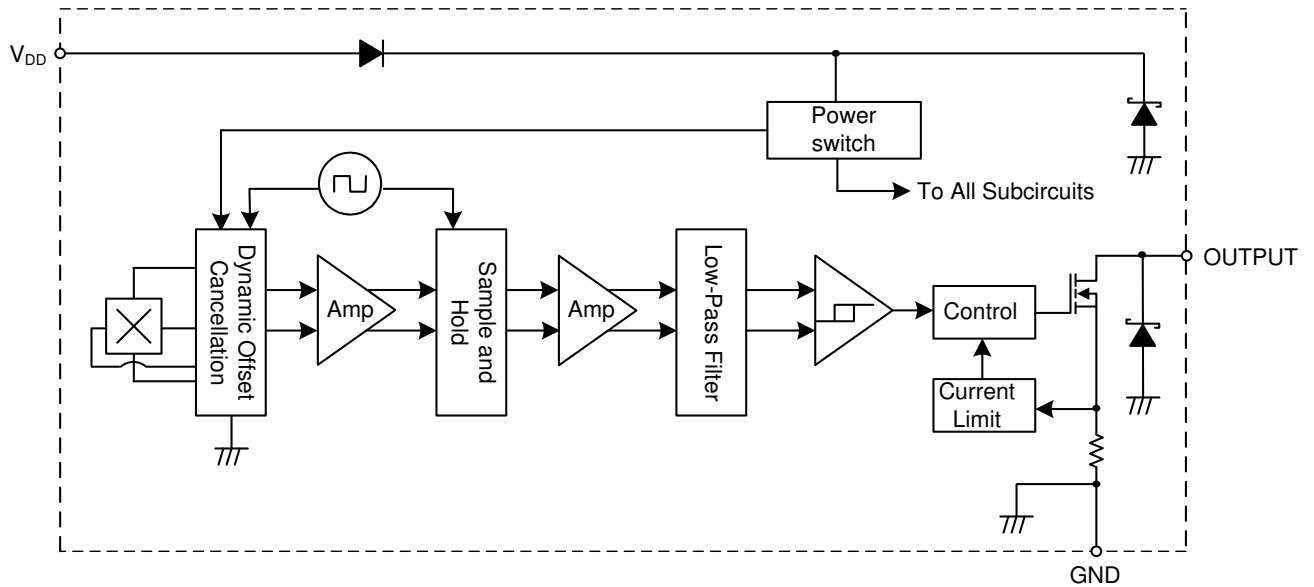 VDD
Power
switch
To All Subcircuits
Dynamic Offset
Cancellation
Amp
Sample and
Hold
Amp
Low-Pass Filter
Control
Current
Limit
OUTPUT
GND